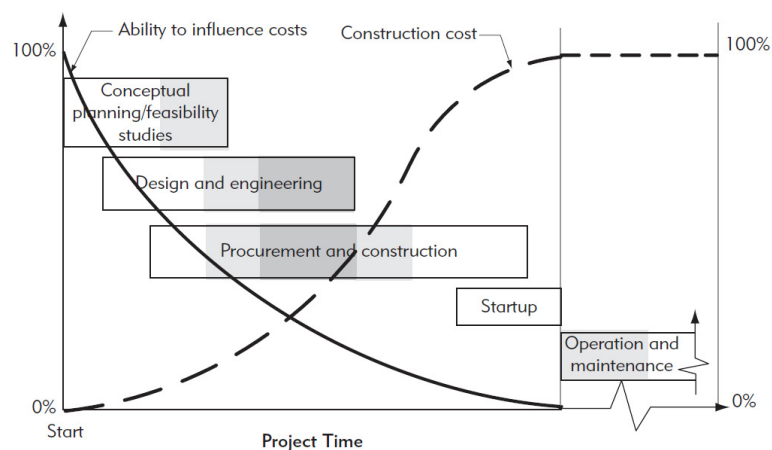 Ability to influence costs
Construction cost
100%
100%
Conceptual
planning/feasibility
studies
Design and engineering
Procurement and construction
Startup
Operation and
maintenance
0%
0%
Start
Project Time